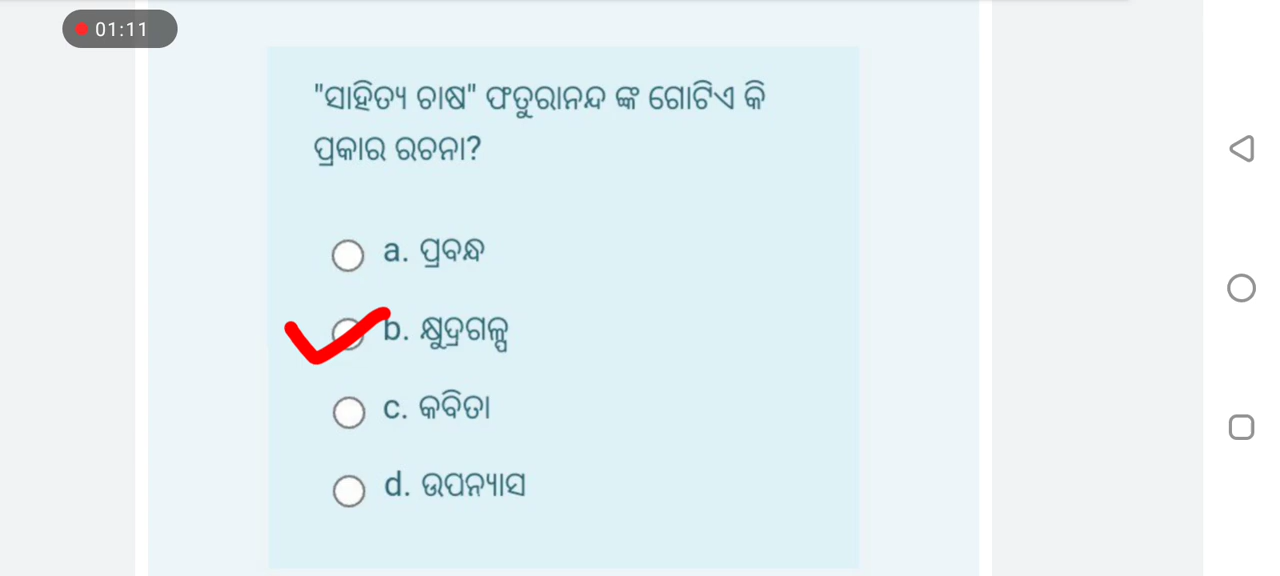 01:11
"ସାହିତ୍ୟ ଚାଷ" ଫତୁରାନନ୍ଦ ଙ୍କ ଗୋଟିଏ କି
ପ୍ରକାର ରଚନା?
a. ପ୍ରବନ୍ଧ
b. କ୍ଷୁଦ୍ରଗଳ୍ପ
c. କବିତା
d. ଉପନ୍ୟାସ